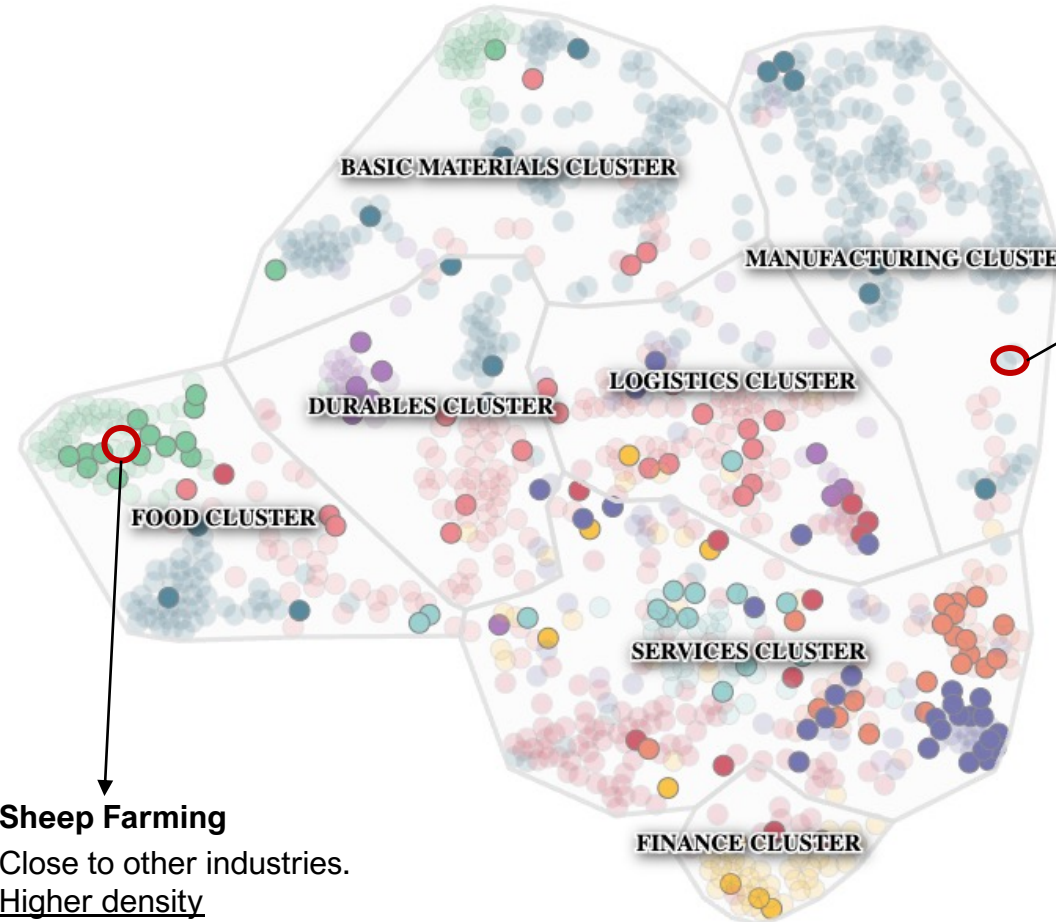 BASIC MATERIALS CLUSTER
MANUFACTURING CLUSTE
LOGISTICS CLUSTER
DURABLES CLUSTER
FOOD CLUSTER
SERVICES CLUSTER
FINANCE CLUSTER
Sheep Farming
Close to other industries.
Higher density